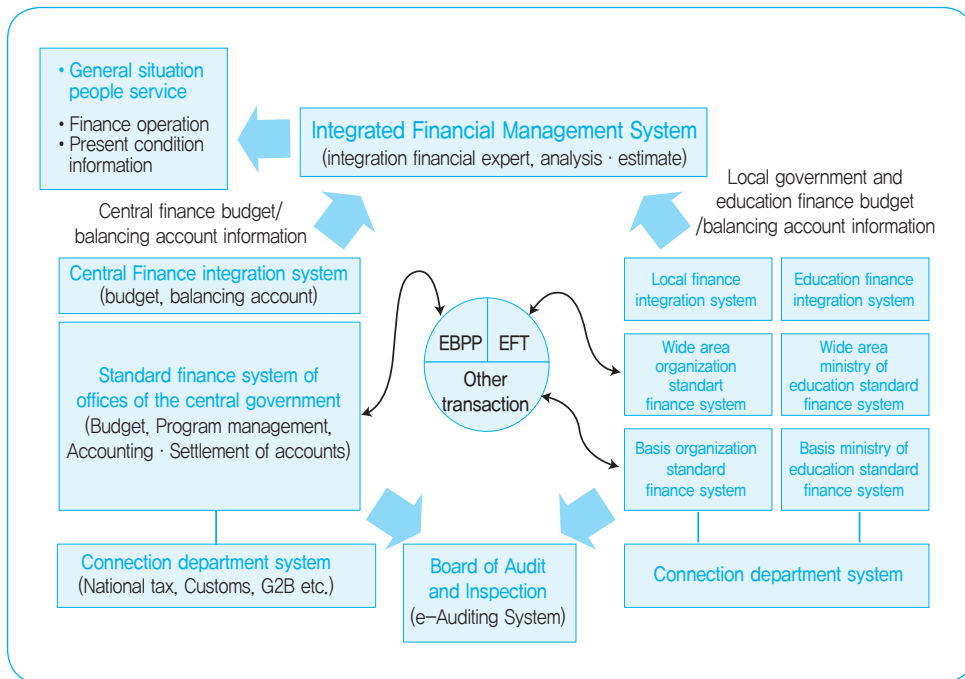 • General situation
people service
• Finance operation
• Present condition
information
Integrated Financial Management System
(integration financial expert, analysis · estimate)
Central finance budget/
balancing account information
Local government and
education finance budget
/balancing account information
Central Finance integration system
(budget, balancing account)
Standard finance system of
offices of the central government
(Budget, Program management,
Accounting · Settlement of accounts)
Connection department system
(National tax, Customs, G2B etc.)
EBPP
EFT
Other
transaction
Board of Audit
and Inspection
(e-Auditing System)
Local finance
integration system
Education finance
integration system
Wide area
organization
standart
finance system
Wide area
ministry of
education standard
finance system
Basis organization
standard
finance system
Basis ministry of
education standard
finance system
Connection department system